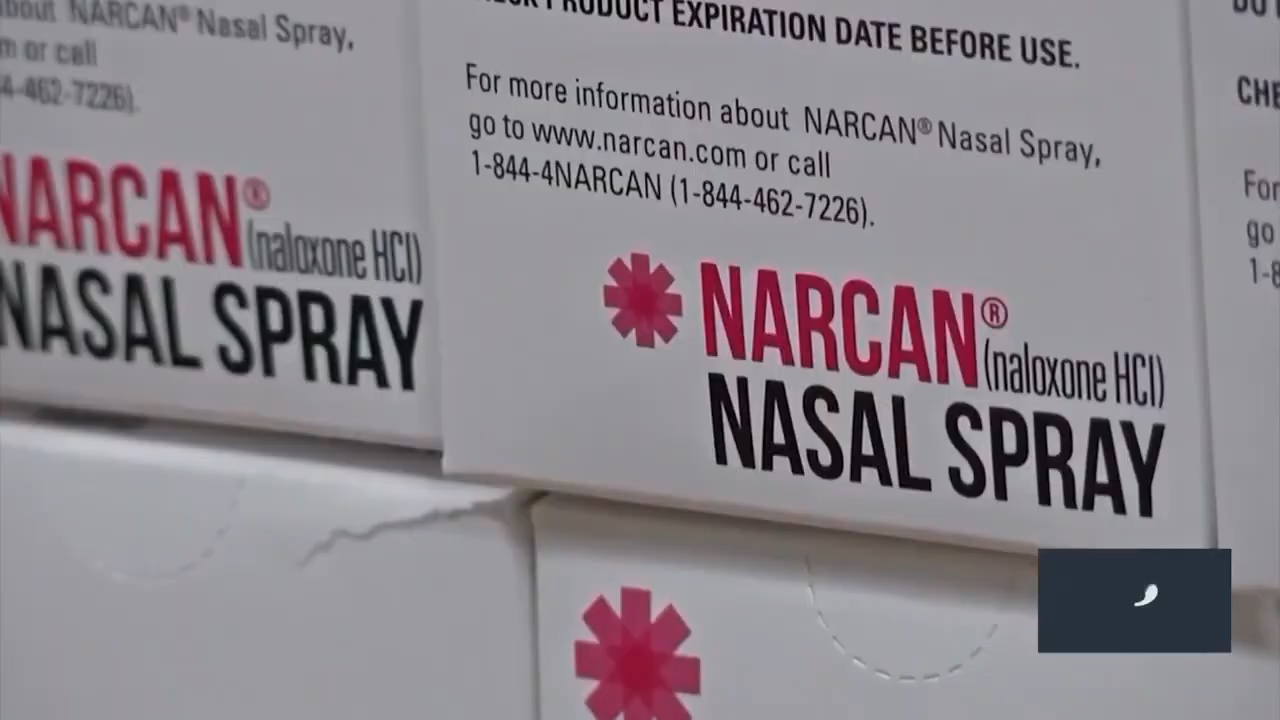 about NARCAN® Nasal Spray,
or call
4-462-7226).
NARCAN®
(naloxone HCl)
NASAL SPRAY
PRODUCT EXPIRATION DATE BEFORE USE.
For more information about NARCAN® Nasal Spray,
go to www.narcan.com or call
1-844-4NARCAN (1-844-462-7226).
NARCAN®
(naloxone HCl)
NASAL SPRAY
CHE
For
go
1-8